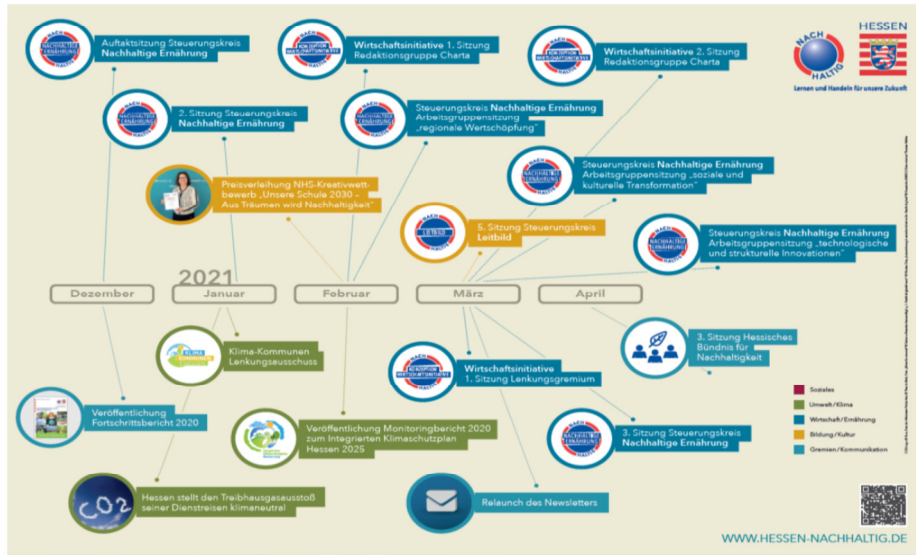 Auftaktsitzung Steuerungskreis
Nachhaltige Ernährung
Wirtschaftsinitiative 1. Sitzung
Redaktionsgruppe Charta
Wirtschaftsinitiative 2. Sitzung
Redaktionsgruppe Charta
NACH
HALTIG
HESSEN
Lernen und Handeln für unsere Zukunft
2. Sitzung Steuerungskreis
Nachhaltige Ernährung
Steuerungskreis Nachhaltige Ernährung
Arbeitsgruppensitzung
„regionale Wertschöpfung“
Preisverleihung NHS-Kreativwett-
bewerb „Unsere Schule 2030 –
Aus Träumen wird Nachhaltigkeit“
Steuerungskreis Nachhaltige Ernährung
Arbeitsgruppensitzung „soziale und
kulturelle Transformation“
NACH
LEITBILD
HALTIG
5. Sitzung Steuerungskreis
Leitbild
Steuerungskreis Nachhaltige Ernährung
Arbeitsgruppensitzung „technologische
und strukturelle Innovationen“
2021
Dezember
Januar
Februar
März
April
Klima-Kommunen
Lenkungsausschuss
3. Sitzung Hessisches
Bündnis für
Nachhaltigkeit
Wirtschaftsinitiative
1. Sitzung Lenkungsgremium
Veröffentlichung
Fortschrittsbericht 2020
Veröffentlichung Monitoringbericht 2020
zum Integrierten Klimaschutzplan
Hessen 2025
3. Sitzung Steuerungskreis
Nachhaltige Ernährung
Soziales
Umwelt/Klima
Wirtschaft/Ernährung
Bildung/Kultur
Gremien/Kommunikation
CO2
Hessen stellt den Treibhausgasausstoß
seiner Dienstreisen klimaneutral
Relaunch des Newsletters
WWW.HESSEN-NACHHALTIG.DE